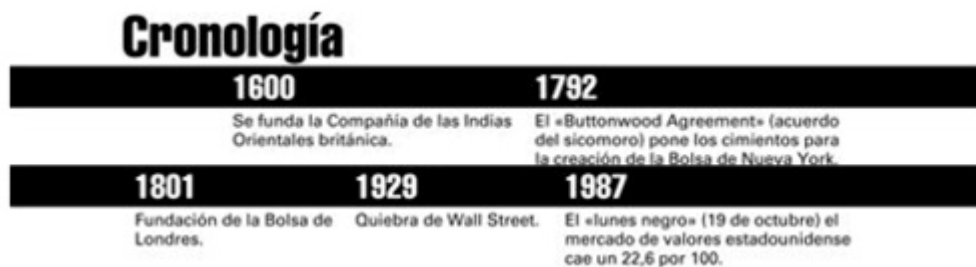 Cronología
1600
Se funda la Compañía de las Indias
Orientales británica.
1792
El «Buttonwood Agreement» (acuerdo
del sicomoro) pone los cimientos para
la creación de la Bolsa de Nueva York.
1801
Fundación de la Bolsa de
Londres.
1929
Quiebra de Wall Street.
1987
El «lunes negro» (19 de octubre) el
mercado de valores estadounidense
cae un 22,6 por 100.